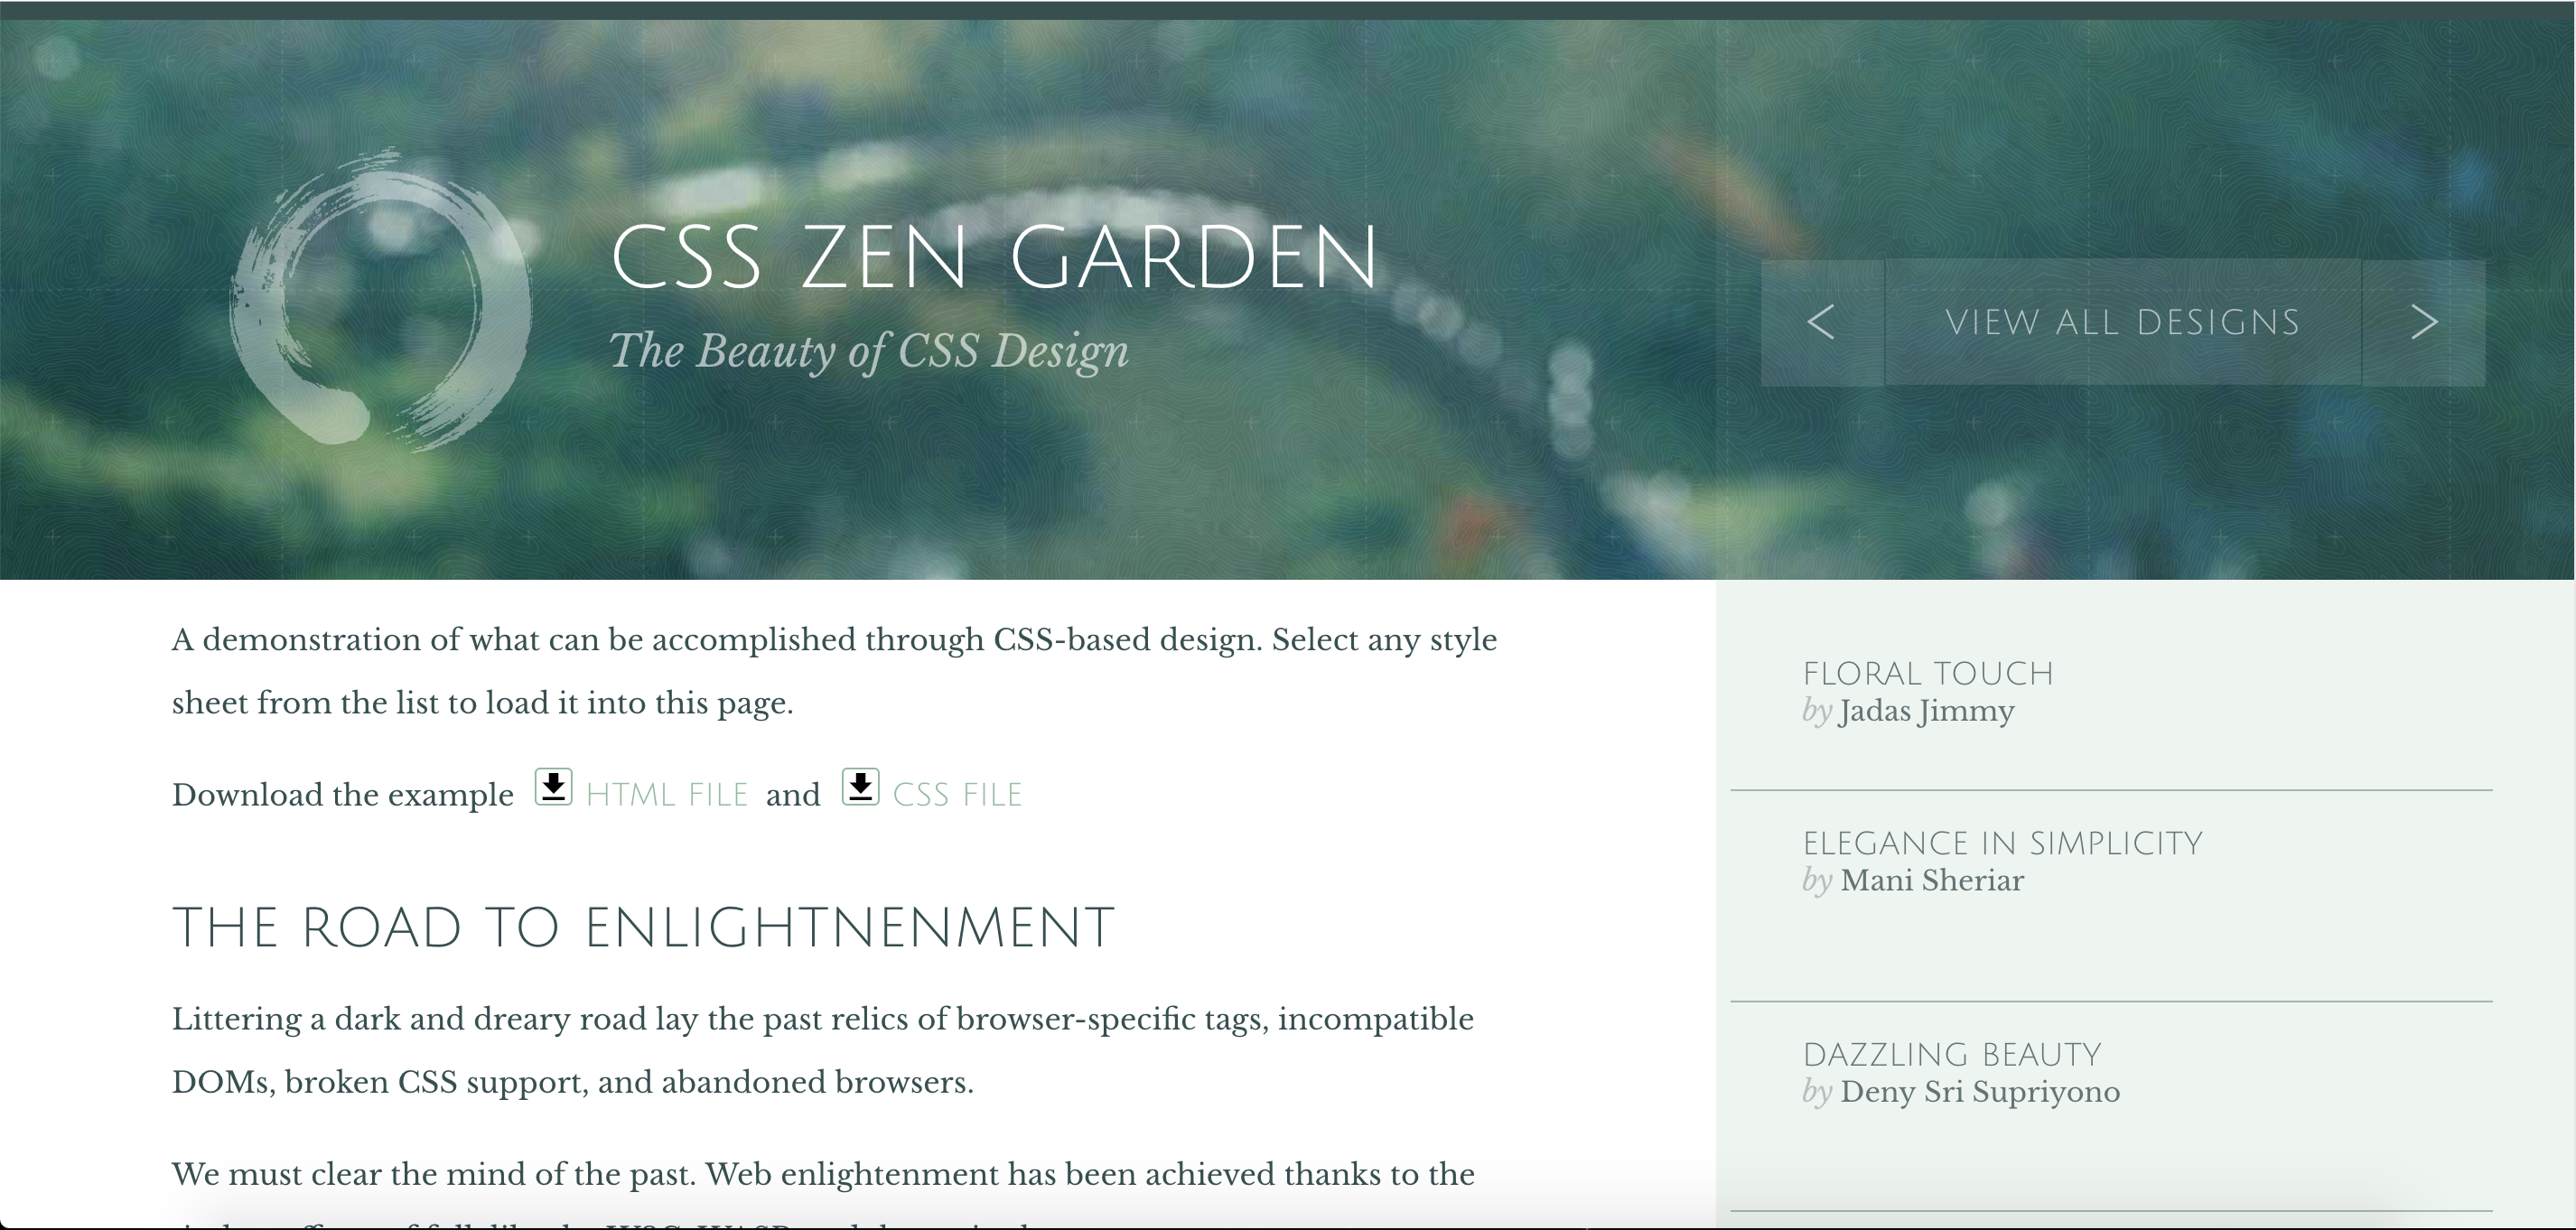 CSS ZEN GARDEN
The Beauty of CSS Design
< VIEW ALL DESIGNS >
A demonstration of what can be accomplished through CSS-based design. Select any style
sheet from the list to load it into this page.
Download the example HTML FILE and CSS FILE
THE ROAD TO ENLIGHTNENMENT
Littering a dark and dreary road lay the past relics of browser-specific tags, incompatible
DOMs, broken CSS support, and abandoned browsers.
We must clear the mind of the past. Web enlightenment has been achieved thanks to the
FLORAL TOUCH
by Jadas Jimmy
ELEGANCE IN SIMPLICITY
by Mani Sheriar
DAZZLING BEAUTY
by Deny Sri Supriyono